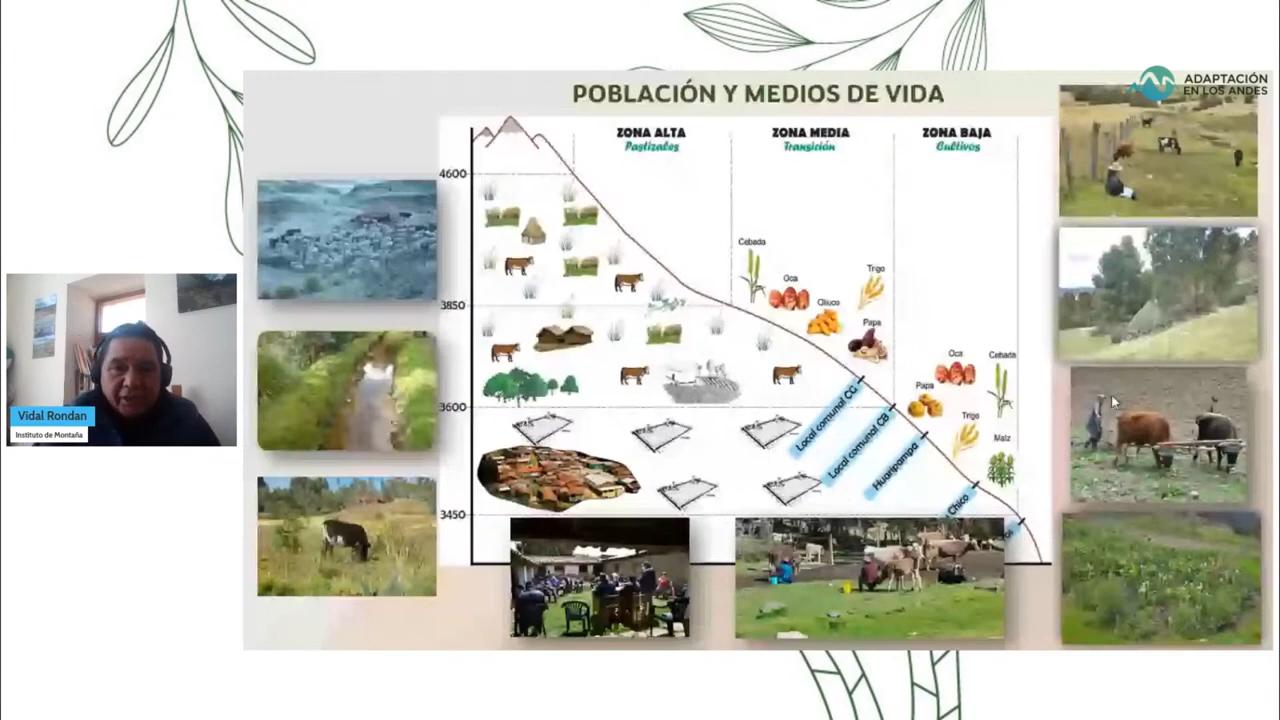 POBLACIÓN Y MEDIOS DE VIDA
ADAPTACIÓN
EN LOS ANDES
ZONA ALTA
Pastizales
ZONA MEDIA
Transición
ZONA BAJA
Cultivos
4600
3850
3600
3450
Cebada
Oca
Olluco
Trigo
Papa
Oca
Cebada
Papa
Trigo
Maíz
Local comunal CG
Local comunal CB
Huaripampa
Chico
Vidal Rondan
Instituto de Montaña